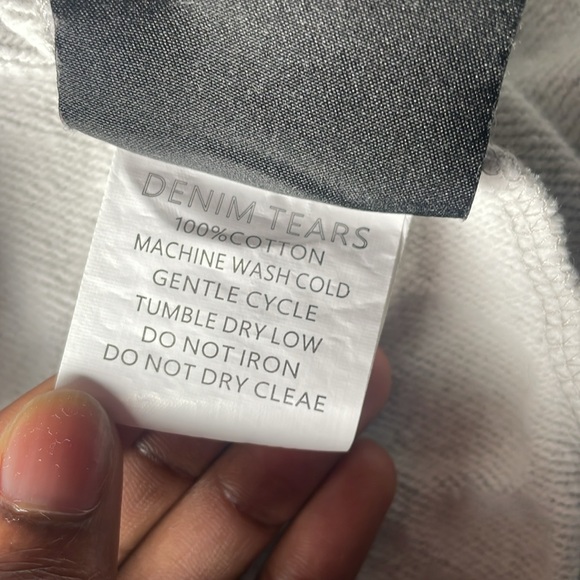 DENIM TEARS
100%COTTON
MACHINE WASH COLD
GENTLE CYCLE
TUMBLE DRY LOW
DO NOT IRON
DO NOT DRY CLEAE